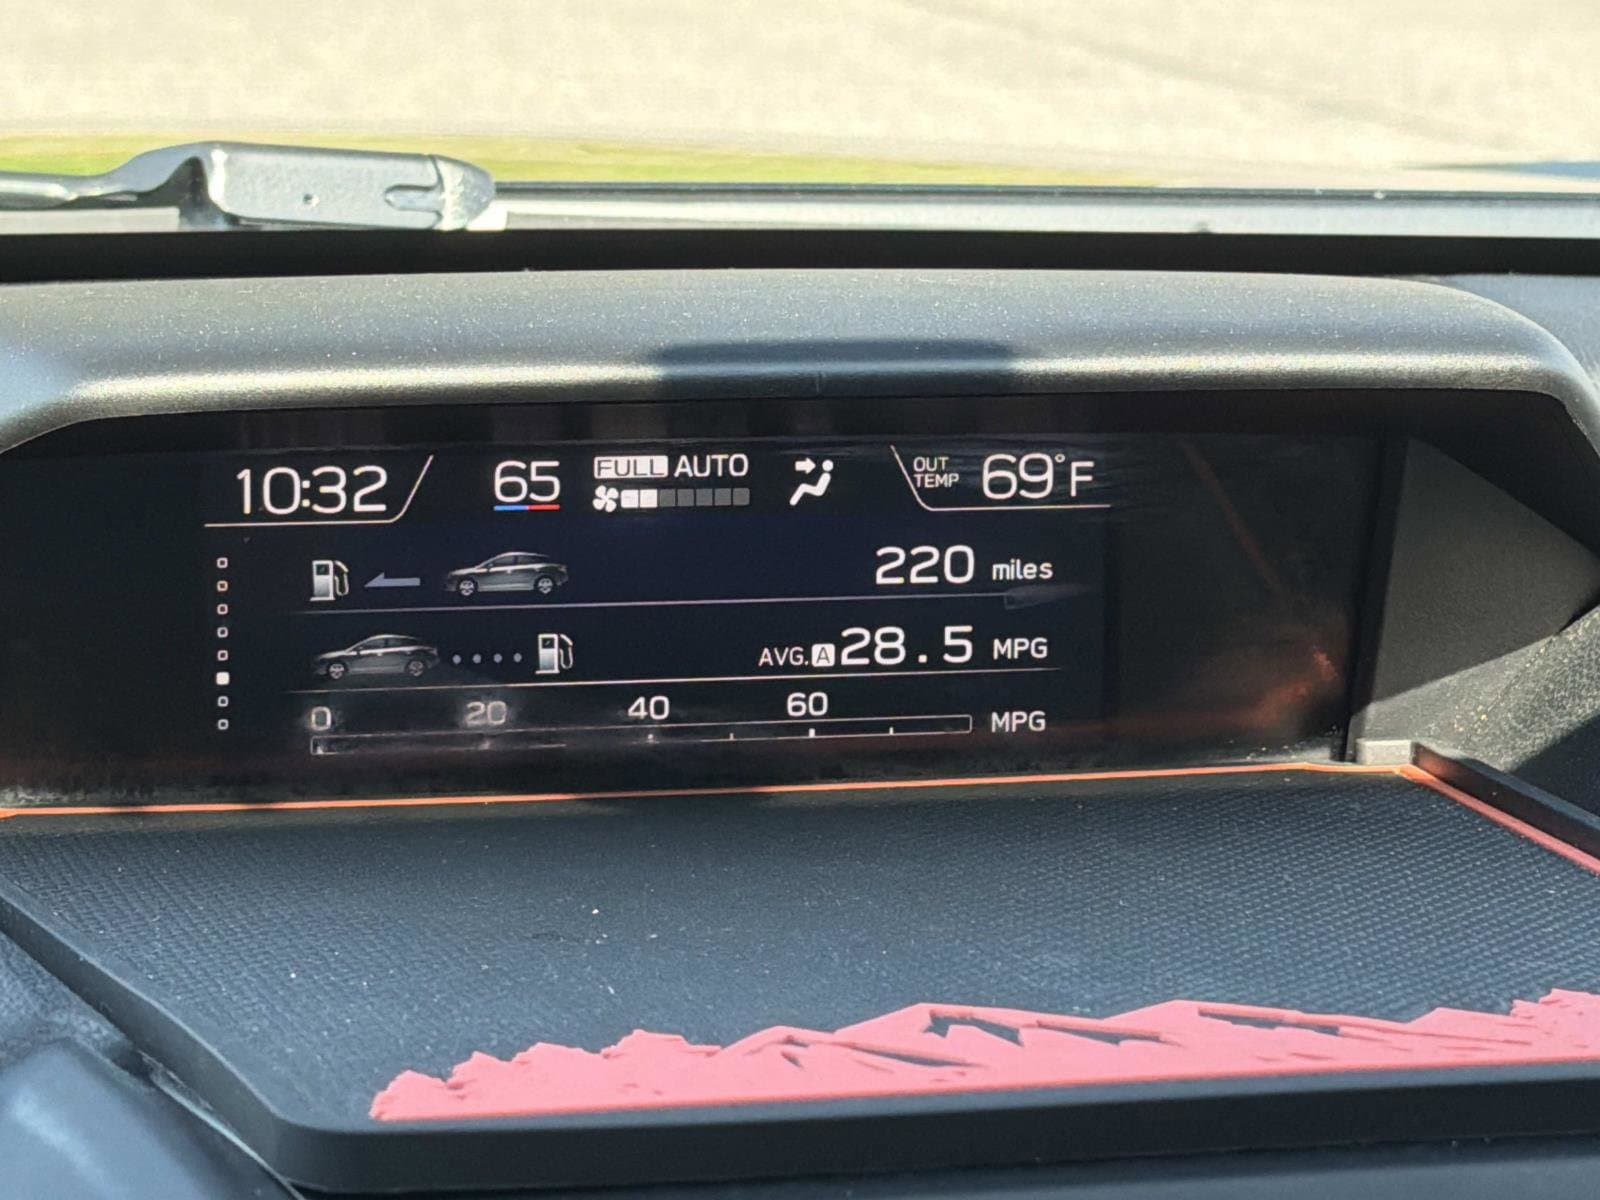 10:32 65 FULL AUTO OUT TEMP 69°F
220 miles
AVG. A 28.5 MPG
0 20 40 60 MPG